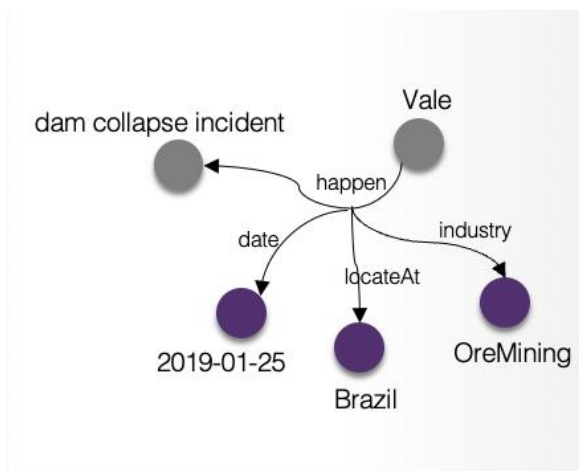 Vale
dam collapse incident
happen
industry
date
locateAt
2019-01-25
OreMining
Brazil